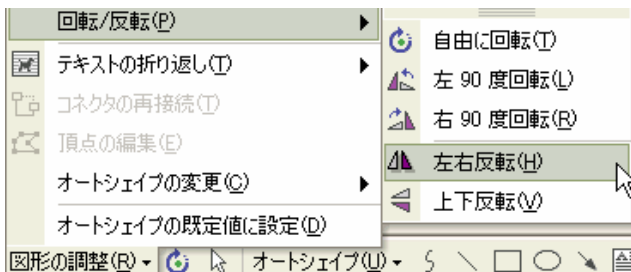 回転/反転(P)
テキストの折り返し(T)
コネクタの再接続(T)
頂点の編集(E)
オートシェイプの変更(C)
オートシェイプの既定値に設定(D)
自由に回転(T)
左 90 度回転(L)
右 90 度回転(R)
左右反転(H)
上下反転(V)
図形の調整(R) オートシェイプ(U)